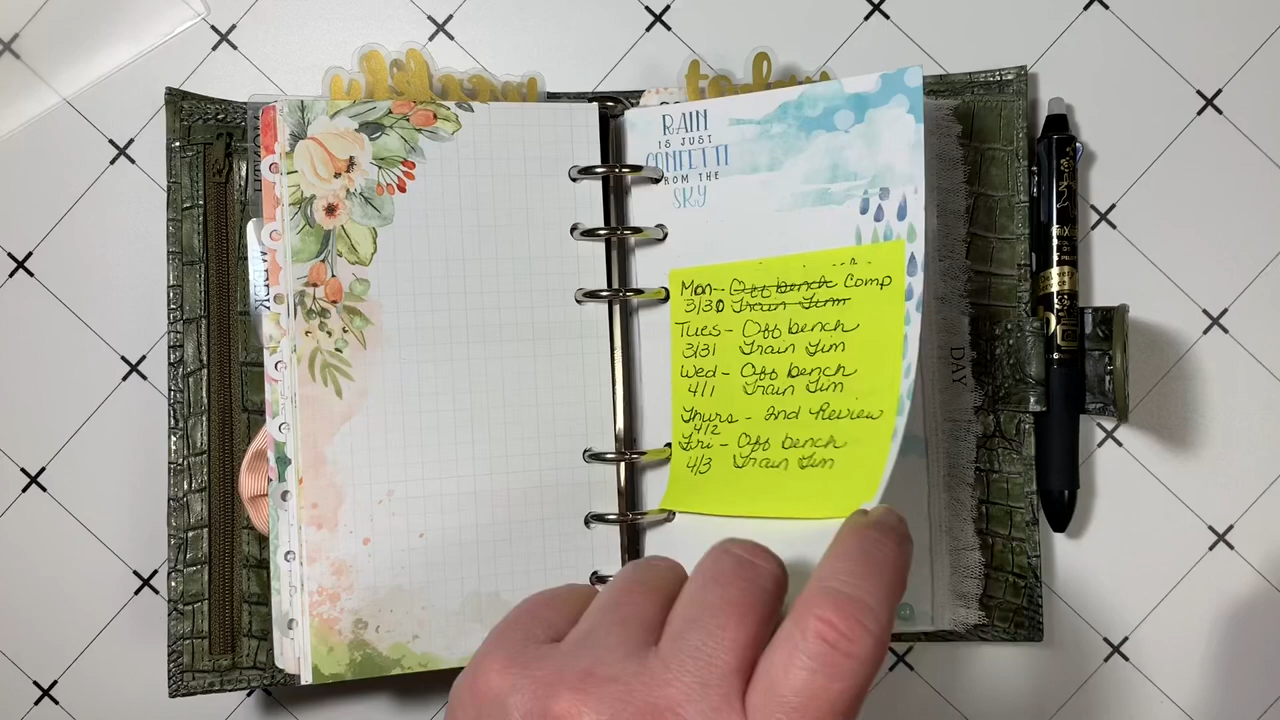 today
RAIN
IS JUST
CONFETTI
FROM THE
SKY
Mon- Off bench Comp
3/30 Train Tim
Tues- Off bench
3/31 Train Tim
Wed- Off bench
4/1 Train Tim
Thurs - 2nd Review
4/2
Fri - Off bench
4/3 Train Tim
WEEK
DAY